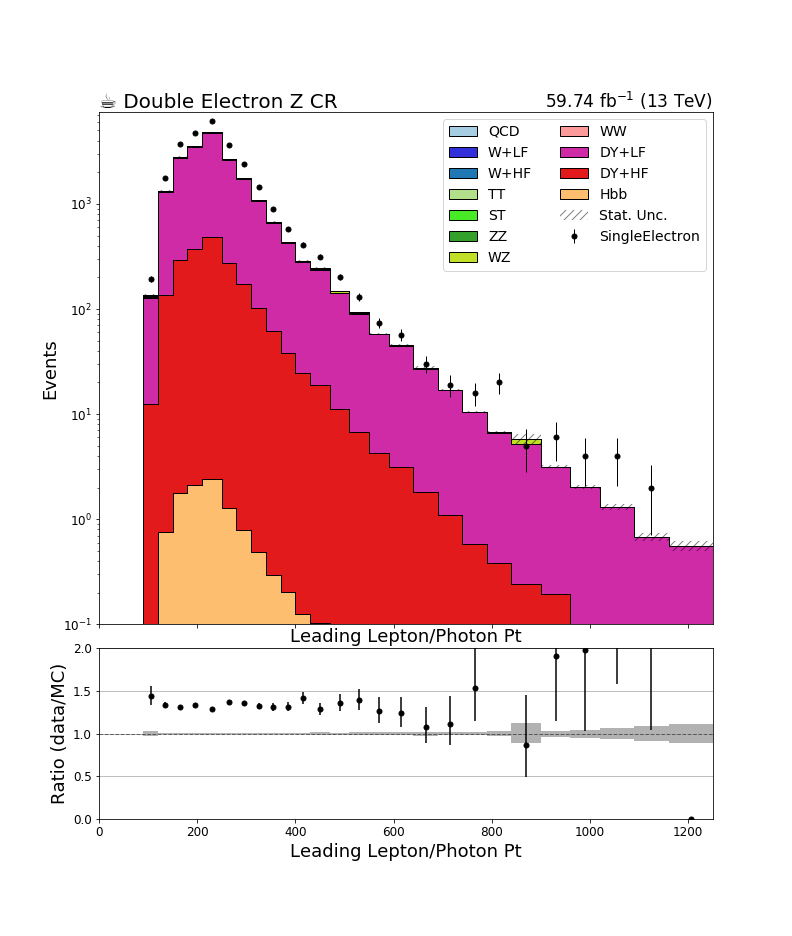 ☕ Double Electron Z CR
59.74 fb⁻¹ (13 TeV)
QCD
W+LF
W+HF
TT
ST
ZZ
WZ
WW
DY+LF
DY+HF
Hbb
Stat. Unc.
SingleElectron
Events
10³
10²
10¹
10⁰
10⁻¹
Leading Lepton/Photon Pt
Ratio (data/MC)
2.0
1.5
1.0
0.5
0.0
0 200 400 600 800 1000 1200
Leading Lepton/Photon Pt